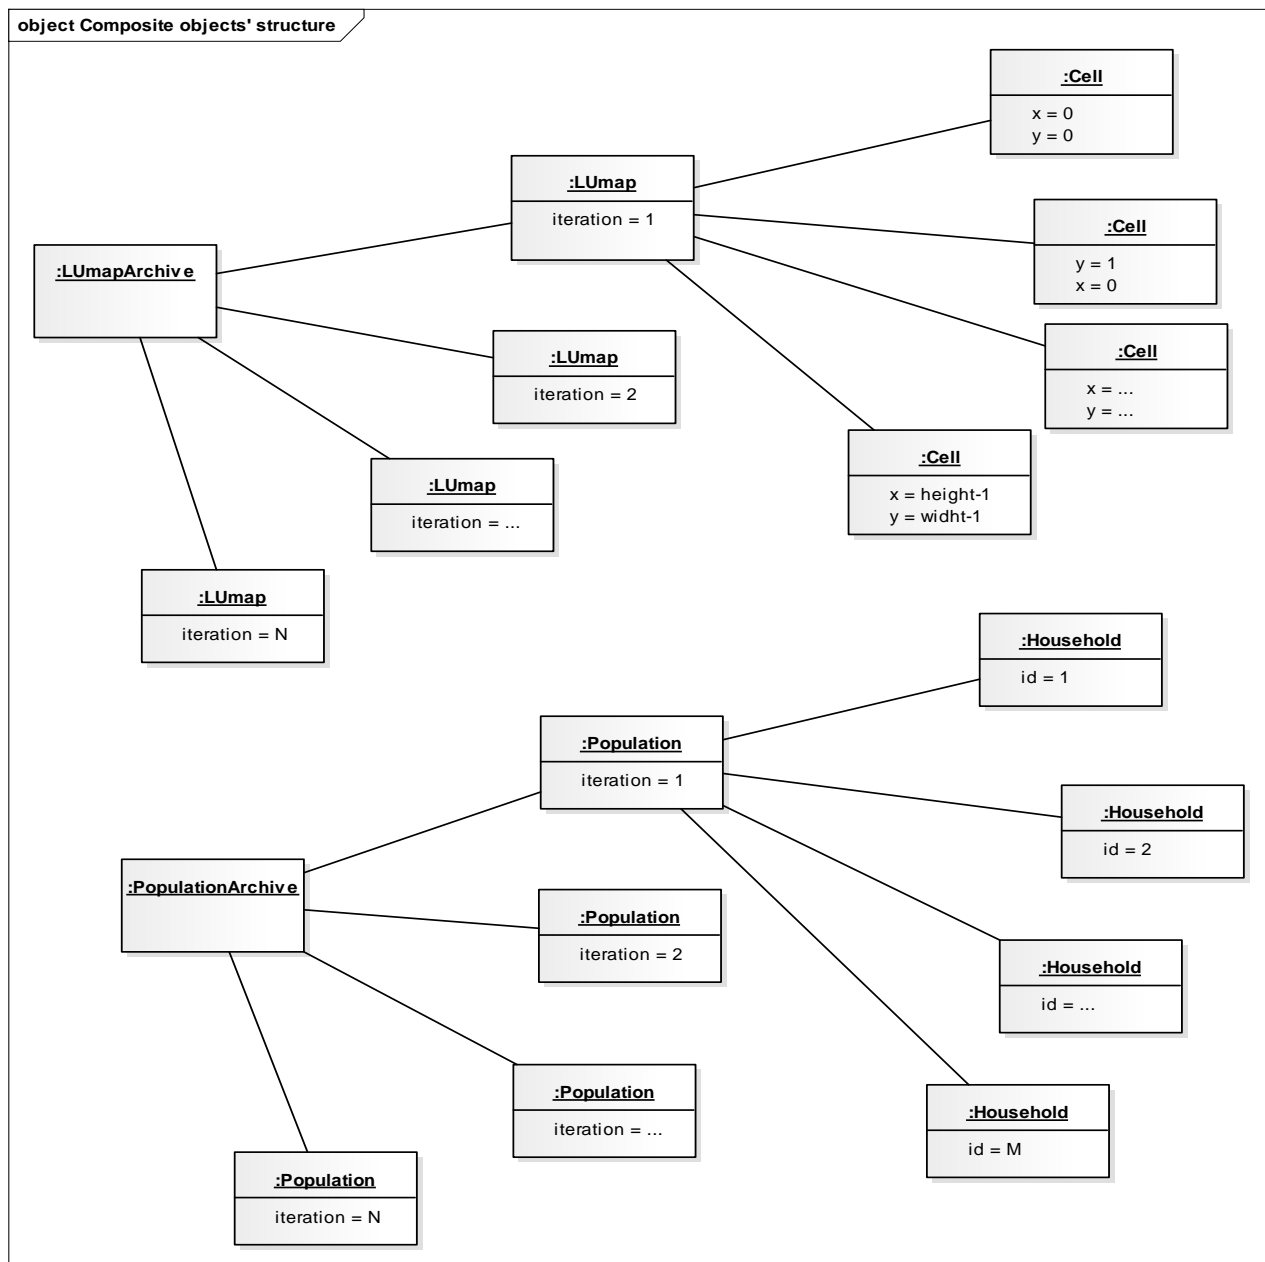 object Composite objects' structure
:Cell
x = 0
y = 0
:LUmap
iteration = 1
:Cell
y = 1
x = 0
:LUmapArchive
:LUmap
iteration = 2
:Cell
x = ...
y = ...
:LUmap
iteration = ...
:Cell
x = height-1
y = widht-1
:LUmap
iteration = N
:Household
id = 1
:Population
iteration = 1
:Household
id = 2
:PopulationArchive
:Population
iteration = 2
:Household
id = ...
:Population
iteration = ...
:Household
id = M
:Population
iteration = N